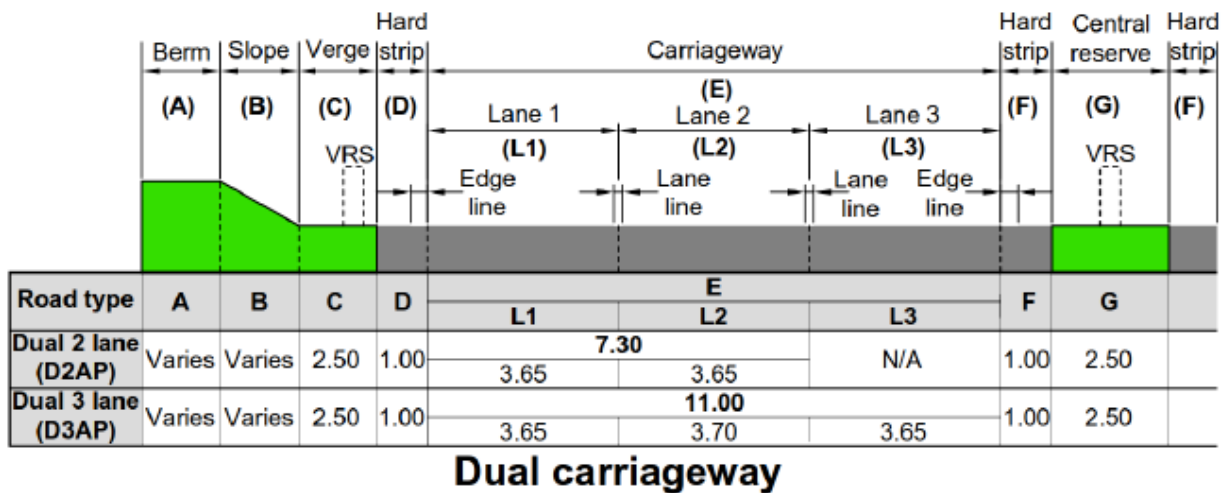 Hard Hard Central Hard
Berm Slope Verge strip Carriageway strip reserve strip
(A) (B) (C) (D) (E) (F) (G) (F)
Lane 1 Lane 2 Lane 3
(L1) (L2) (L3)
VRS VRS
Edge Lane Lane Edge
line line line line
Road type A B C D E F G
L1 L2 L3
Dual 2 lane
(D2AP) Varies Varies 2.50 1.00 7.30 N/A 1.00 2.50
3.65 3.65
Dual 3 lane
(D3AP) Varies Varies 2.50 1.00 11.00 1.00 2.50
3.65 3.70 3.65
Dual carriageway